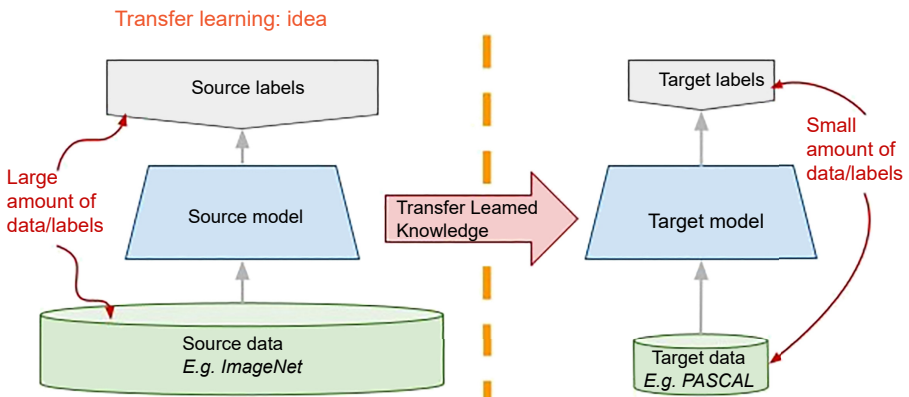 Transfer learning: idea
Source labels
Large
amount of
data/labels
Source model
Source data
E.g. ImageNet
Transfer Leamed
Knowledge
Target labels
Small
amount of
data/labels
Target model
Target data
E.g. PASCAL